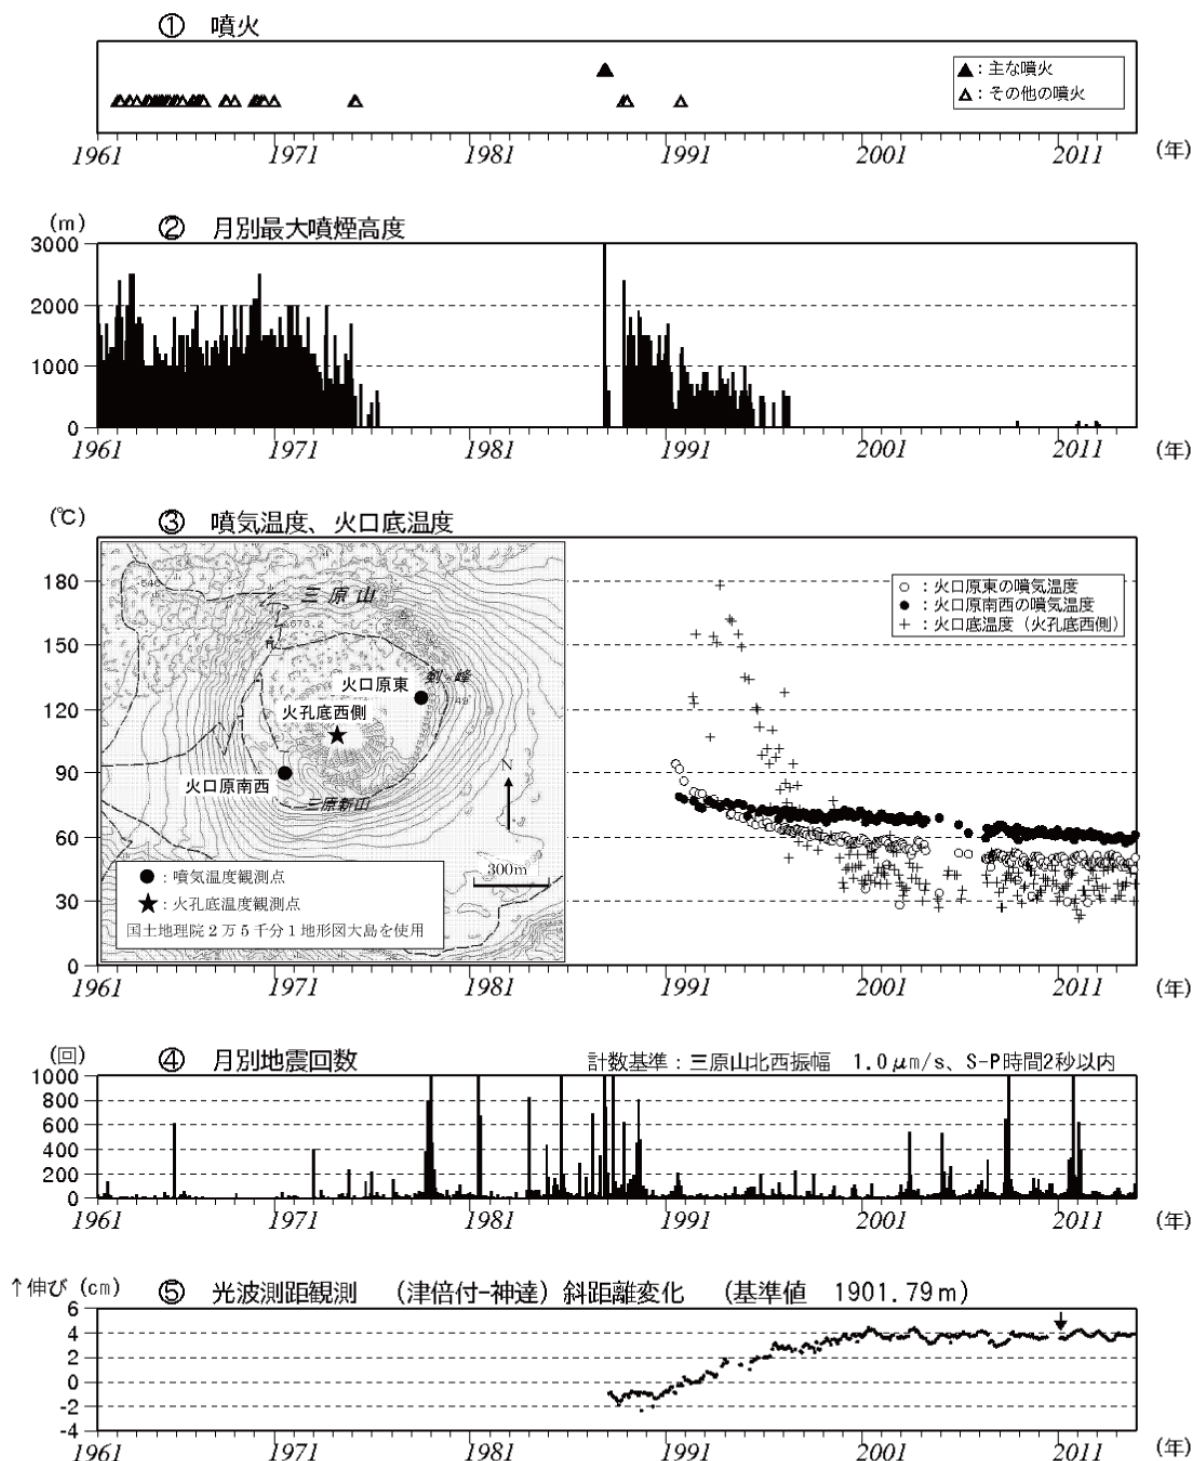 ① 噴火
▲：主な噴火
△：その他の噴火
1961 1971 1981 1991 2001 2011 (年)
(m) ② 月別最大噴煙高度
3000
2000
1000
0
1961 1971 1981 1991 2001 2011 (年)
(℃) ③ 噴気温度、火口底温度
180
150
120
90
60
30
0
三原山
673.2
剣ヶ峰
749
火口原東
火孔底西側
火口原南西
三原新山
N
300m
●：噴気温度観測点
★：火孔底温度観測点
国土地理院2万5千分1地形図大島を使用
○：火口原東の噴気温度
●：火口原南西の噴気温度
＋：火口底温度（火孔底西側）
1961 1971 1981 1991 2001 2011 (年)
(回) ④ 月別地震回数 計数基準：三原山北西振幅 1.0μm/s、S-P時間2秒以内
1000
800
600
400
200
0
1961 1971 1981 1991 2001 2011 (年)
↑伸び(cm) ⑤ 光波測距観測 （津倍付-神達）斜距離変化 （基準値 1901.79m）
6
4
2
0
-2
-4
1961 1971 1981 1991 2001 2011 (年)